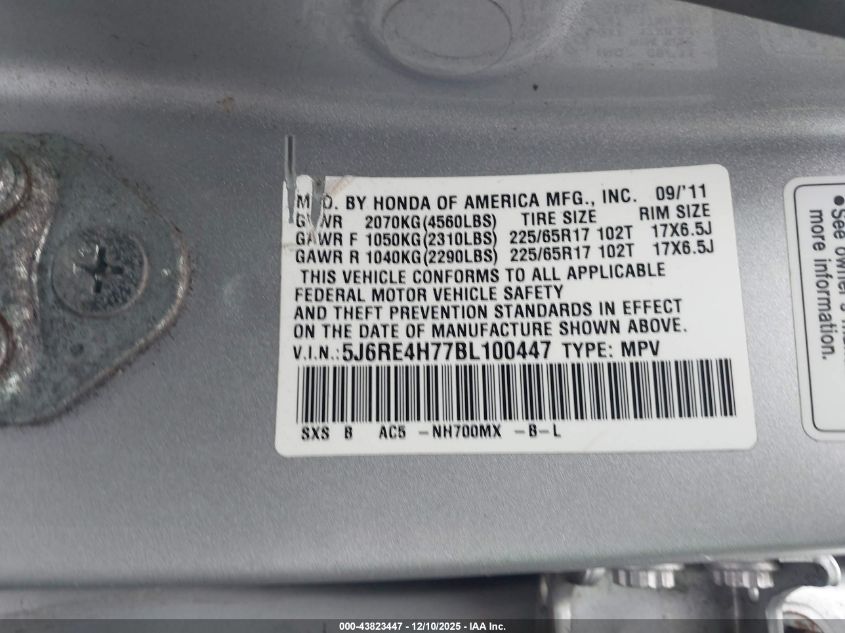 M D. BY HONDA OF AMERICA MFG., INC. 09/'11
GVWR 2070KG(4560LBS) TIRE SIZE RIM SIZE
GAWR F 1050KG(2310LBS) 225/65R17 102T 17X6.5J
GAWR R 1040KG(2290LBS) 225/65R17 102T 17X6.5J
THIS VEHICLE CONFORMS TO ALL APPLICABLE
FEDERAL MOTOR VEHICLE SAFETY
AND THEFT PREVENTION STANDARDS IN EFFECT
ON THE DATE OF MANUFACTURE SHOWN ABOVE.
V.I.N.: 5J6RE4H77BL100447 TYPE: MPV
SXS B AC5 -NH700MX -B-L
●See owner's
more information.
000-43823447 - 12/10/2025 - IAA Inc.